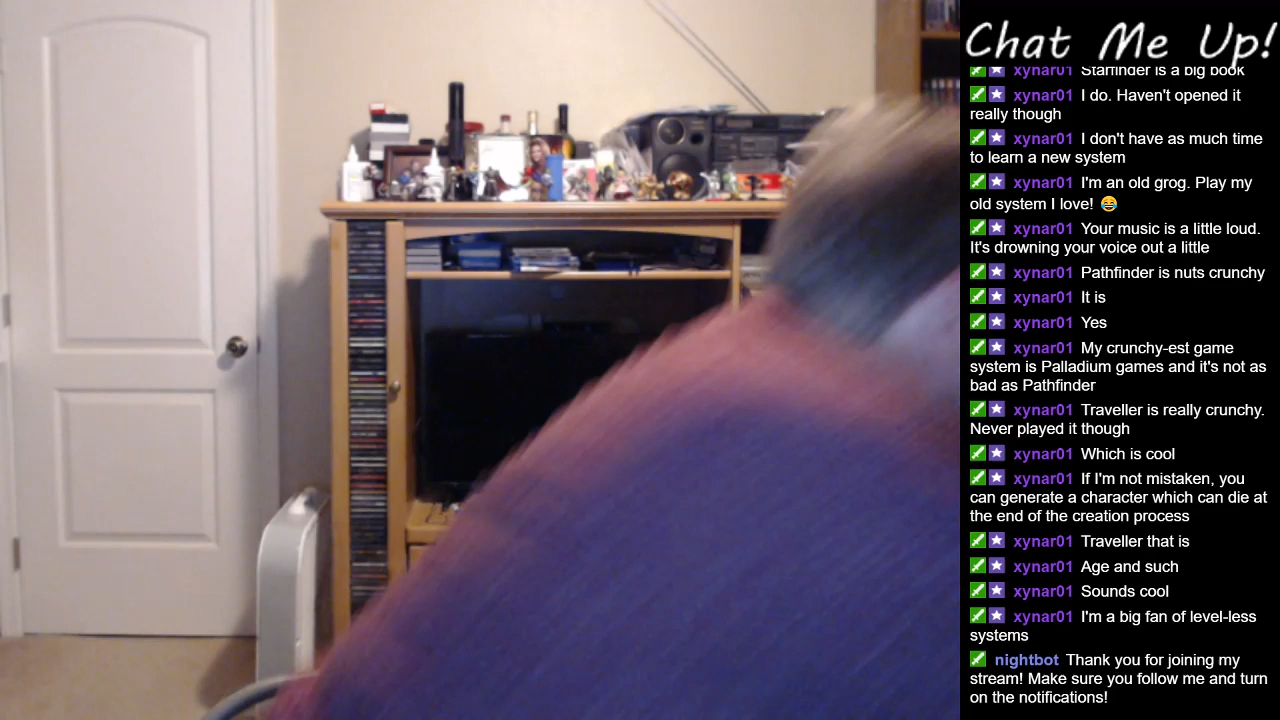 Chat Me Up!
xynar01 Starfinder is a big book
xynar01 I do. Haven't opened it
really though
xynar01 I don't have as much time
to learn a new system
xynar01 I'm an old grog. Play my
old system I love! 😂
xynar01 Your music is a little loud.
It's drowning your voice out a little
xynar01 Pathfinder is nuts crunchy
xynar01 It is
xynar01 Yes
xynar01 My crunchy-est game
system is Palladium games and it's not as
bad as Pathfinder
xynar01 Traveller is really crunchy.
Never played it though
xynar01 Which is cool
xynar01 If I'm not mistaken, you
can generate a character which can die at
the end of the creation process
xynar01 Traveller that is
xynar01 Age and such
xynar01 Sounds cool
xynar01 I'm a big fan of level-less
systems
nightbot Thank you for joining my
stream! Make sure you follow me and turn
on the notifications!